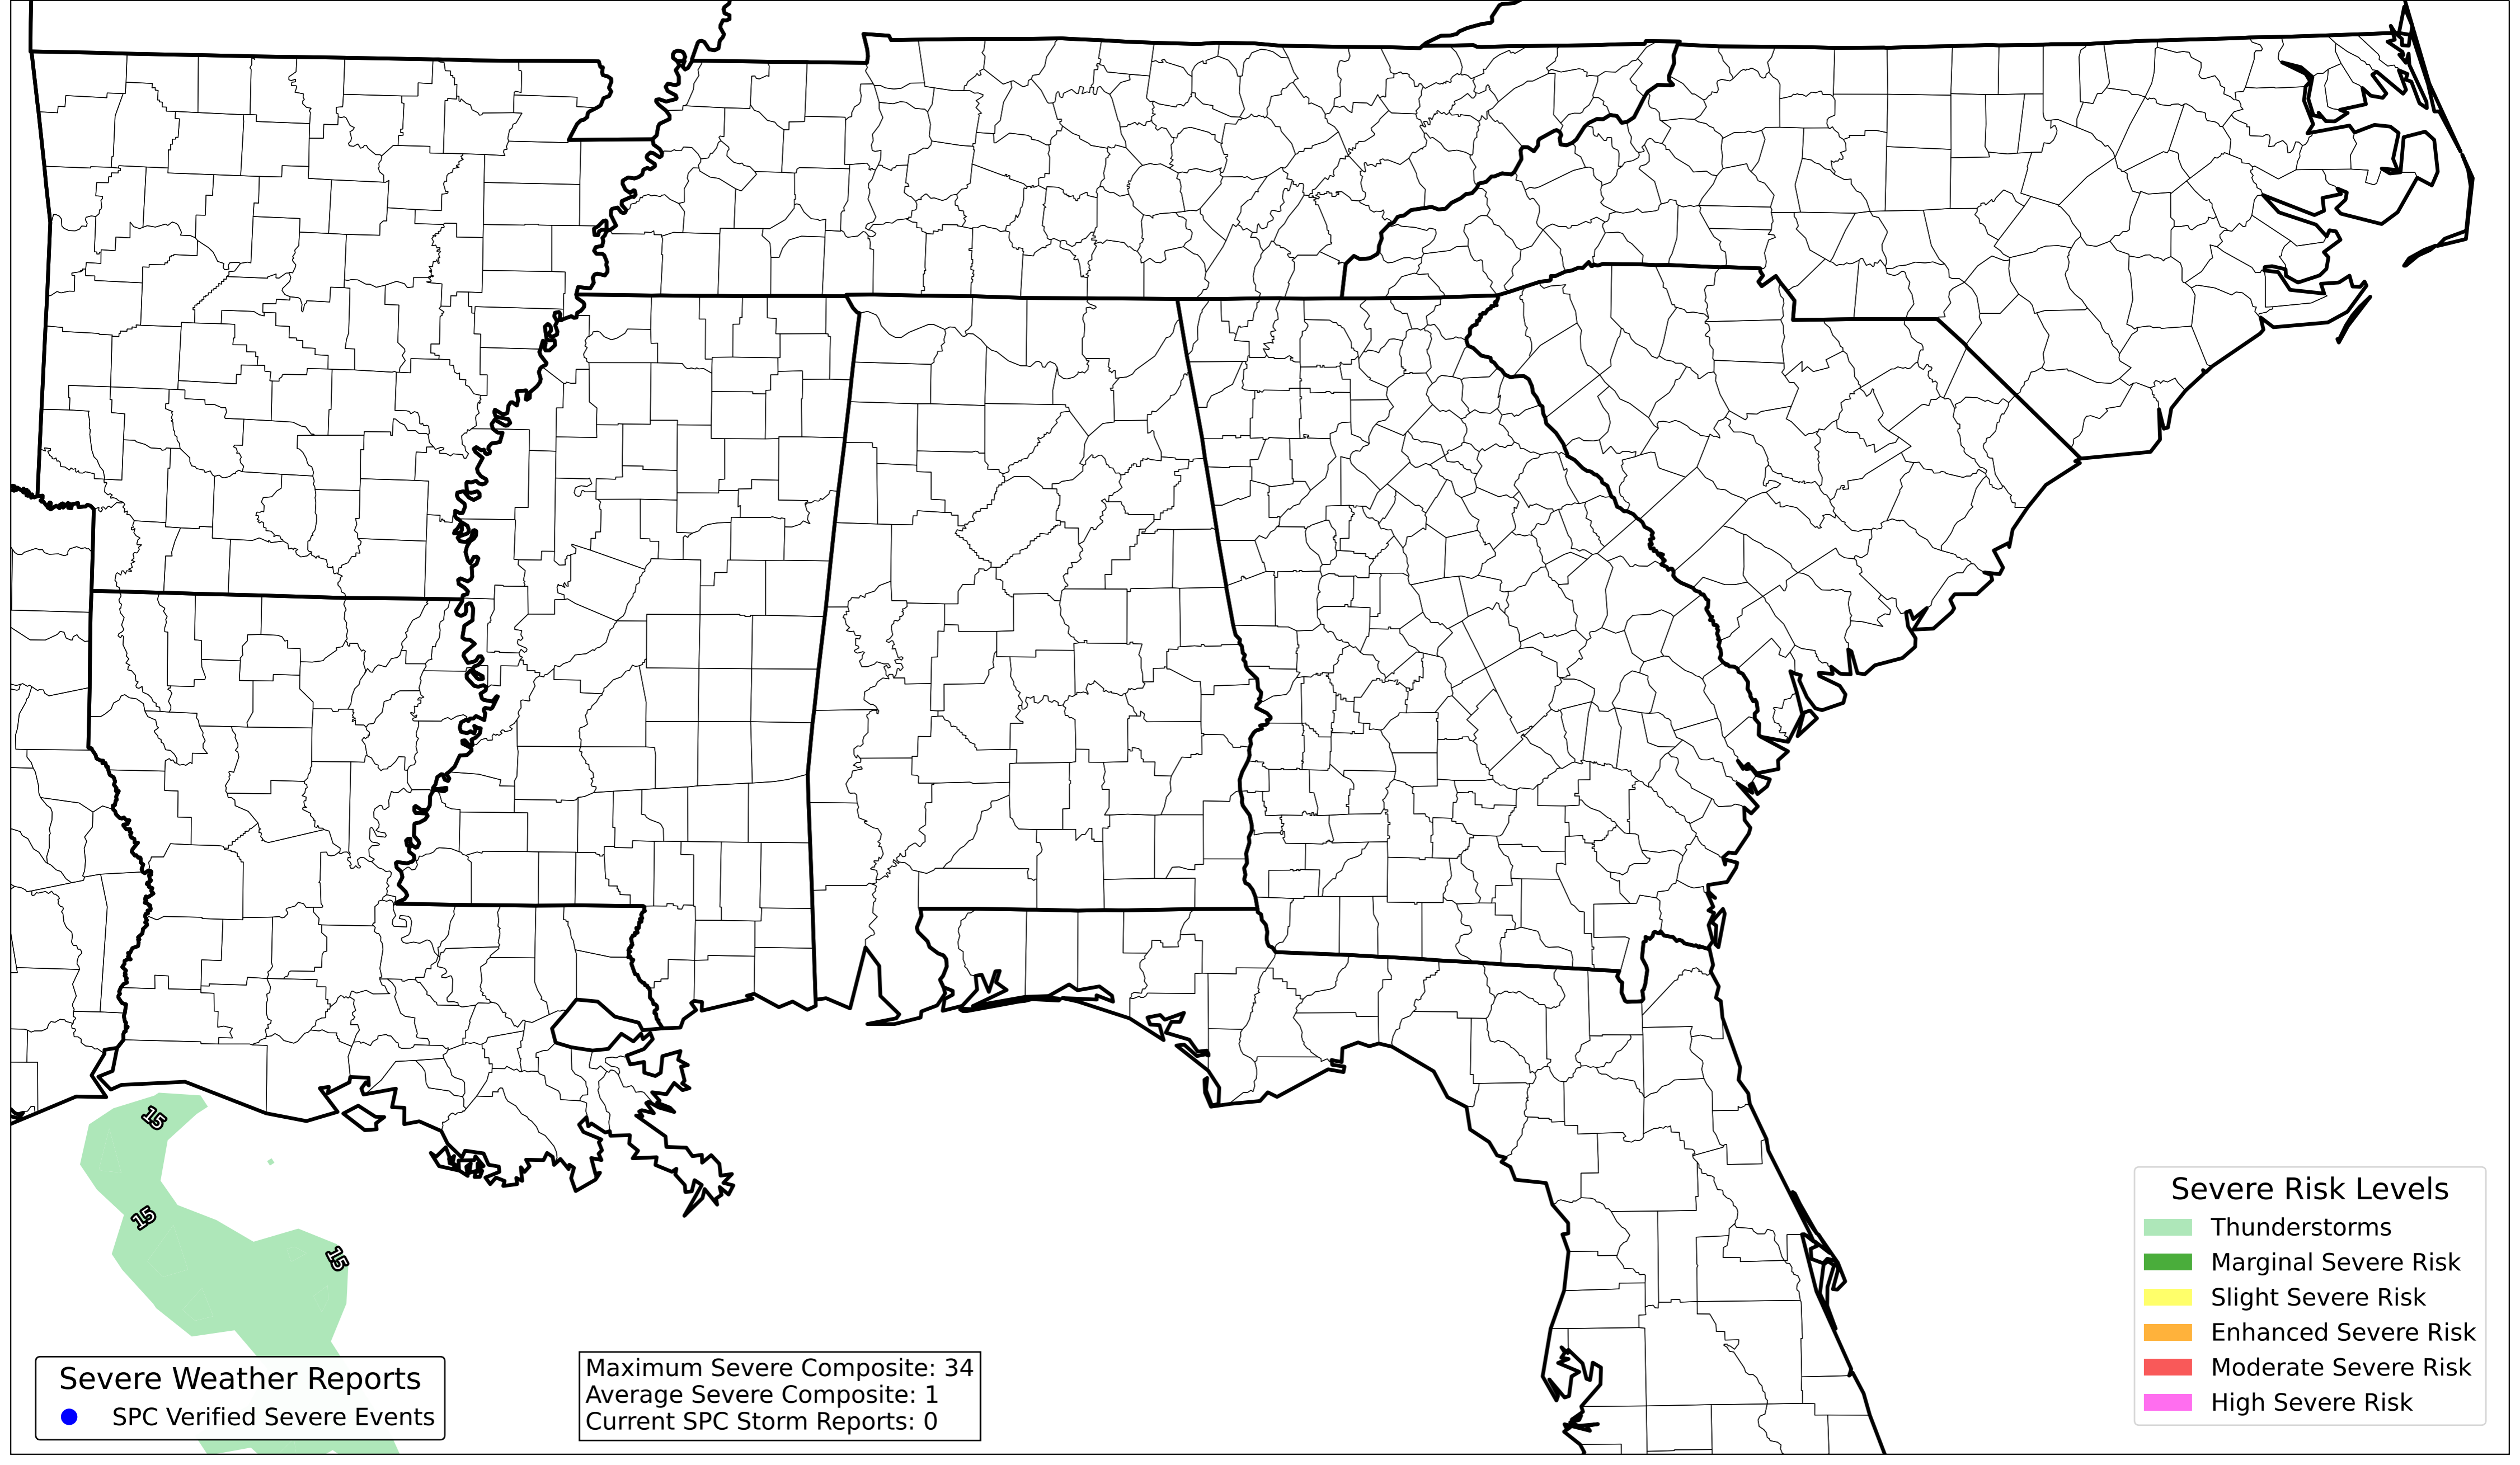 15
15
15
Severe Risk Levels
Thunderstorms
Marginal Severe Risk
Slight Severe Risk
Enhanced Severe Risk
Moderate Severe Risk
High Severe Risk
Severe Weather Reports
SPC Verified Severe Events
Maximum Severe Composite: 34
Average Severe Composite: 1
Current SPC Storm Reports: 0